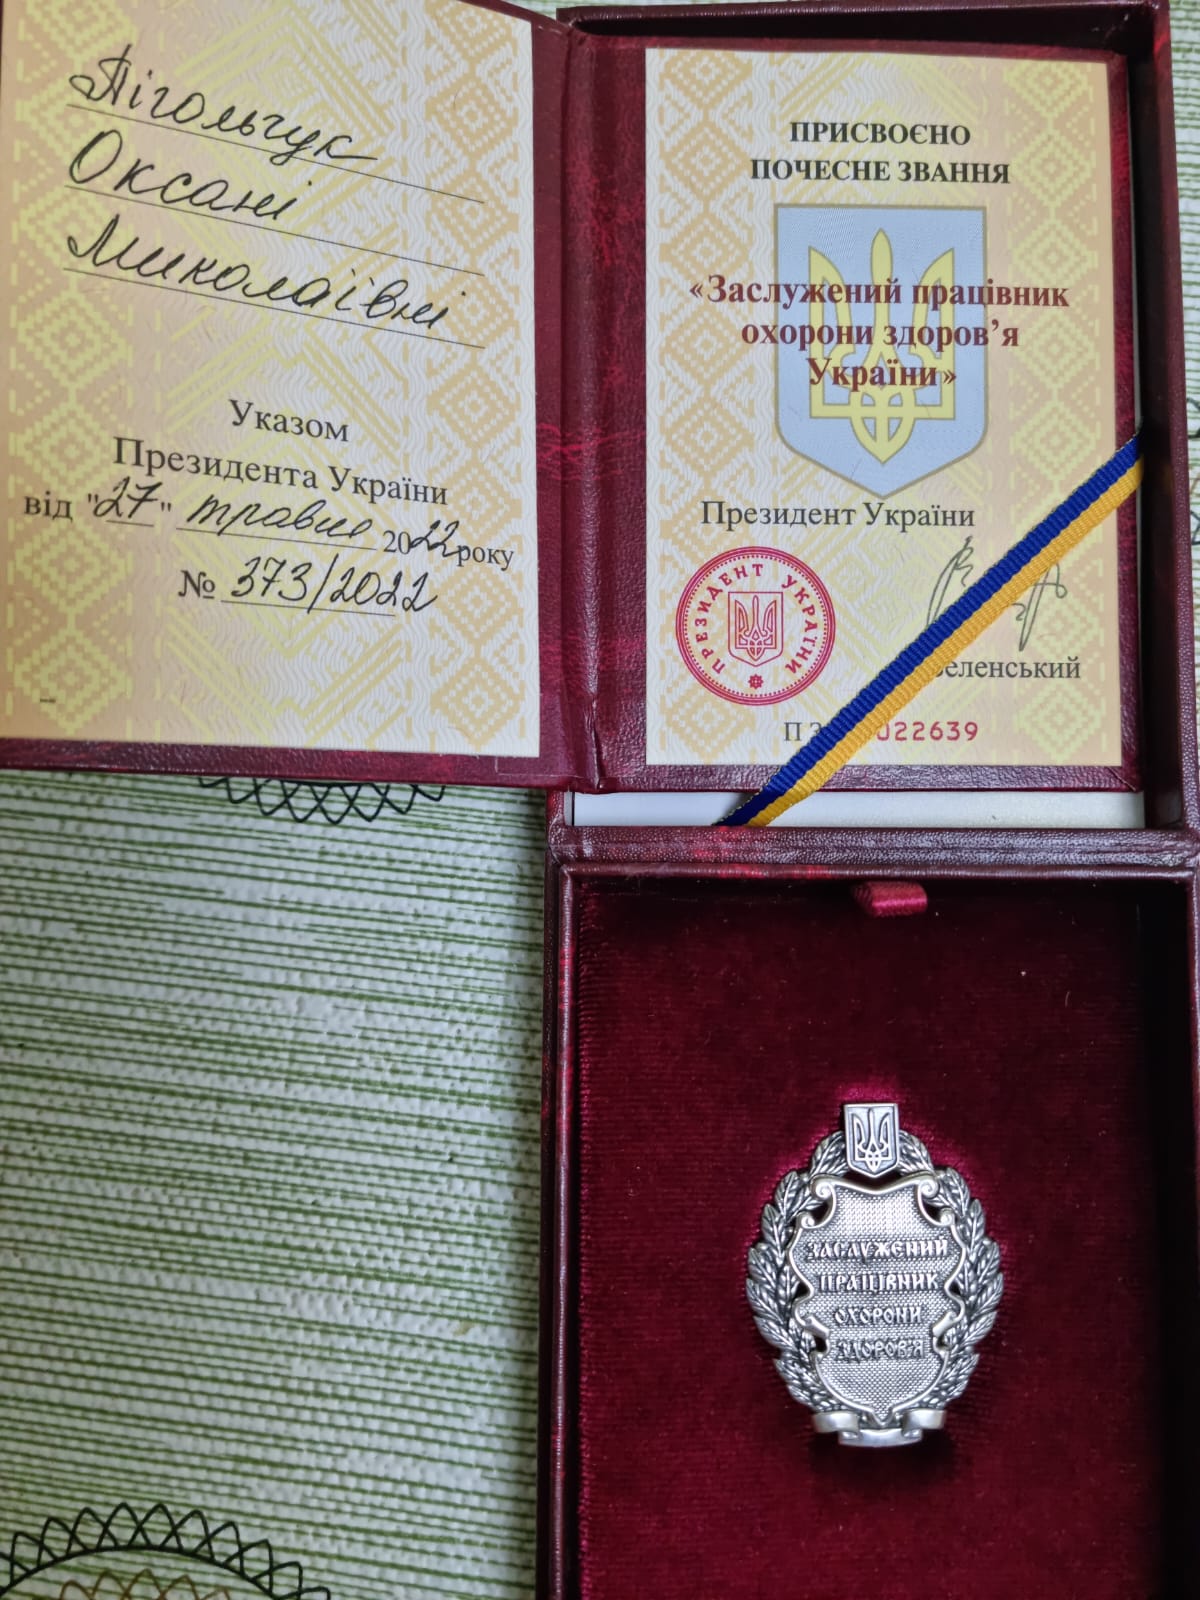 Пігольчук
Оксані
Миколаївні
Указом
Президента України
від "27" травня 2022 року
№ 373/2022
ПРИСВОЄНО
ПОЧЕСНЕ ЗВАННЯ
«Заслужений працівник
охорони здоров’я
України»
Президент України
ПРЕЗИДЕНТ УКРАЇНИ
еленський
П З 022639
ЗАСЛУЖЕНИЙ
ПРАЦІВНИК
ОХОРОНИ
ЗДОРОВ'Я